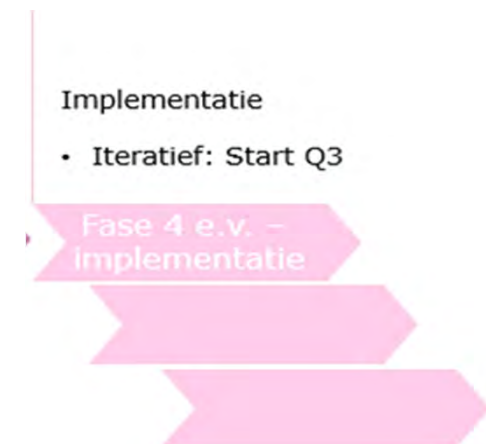 Implementatie
• Iteratief: Start Q3
Fase 4 e.v. –
implementatie